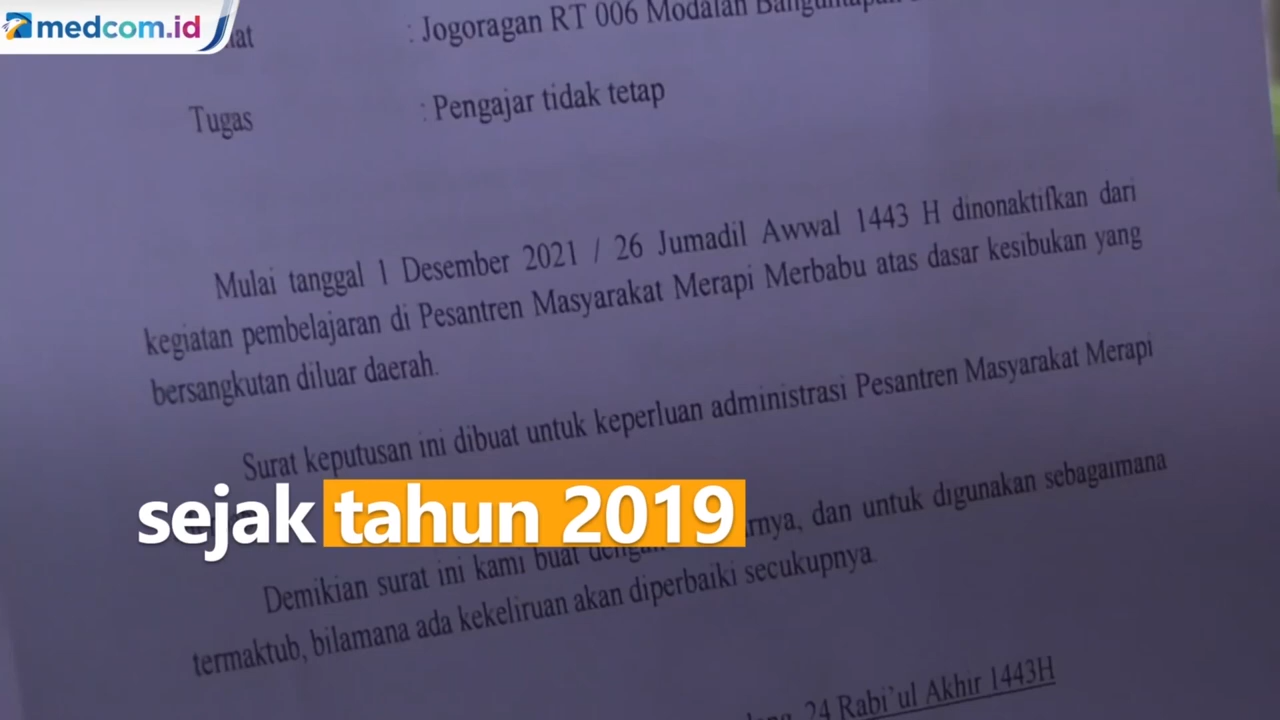 medcom.id
: Jogoragan RT 006 Modalan Banguntapan
Tugas : Pengajar tidak tetap
Mulai tanggal 1 Desember 2021 / 26 Jumadil Awwal 1443 H dinonaktifkan dari
kegiatan pembelajaran di Pesantren Masyarakat Merapi Merbabu atas dasar kesibukan yang
bersangkutan diluar daerah.
Surat keputusan ini dibuat untuk keperluan administrasi Pesantren Masyarakat Merapi
sejak tahun 2019
Demikian surat ini kami buat dan untuk digunakan sebagaimana
termaktub, bilamana ada kekeliruan akan diperbaiki secukupnya.
24 Rabi'ul Akhir 1443H